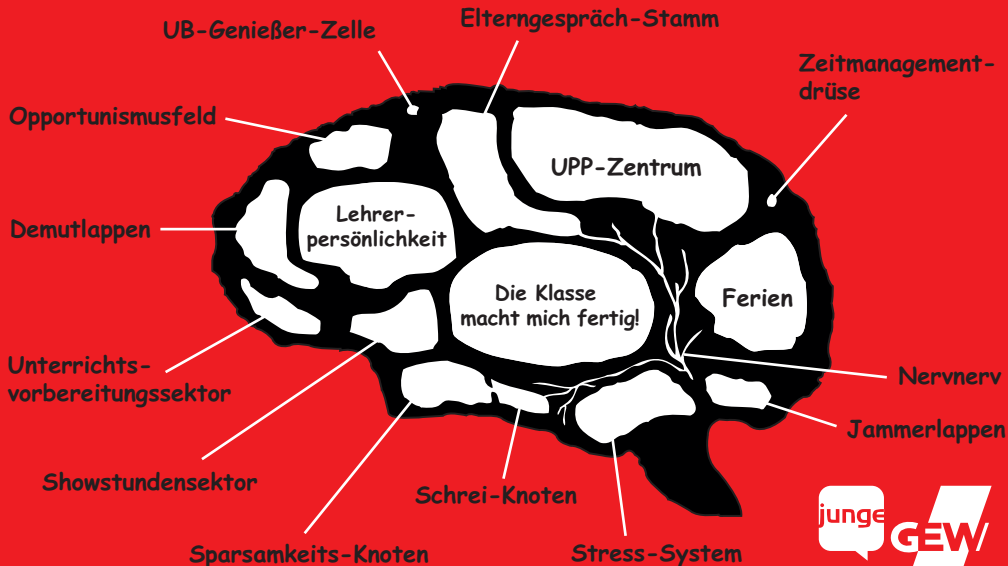 UB-Genießer-Zelle
Elterngespräch-Stamm
Zeitmanagement-
drüse
Opportunismusfeld
UPP-Zentrum
Demutlappen
Lehrer-
persönlichkeit
Die Klasse
macht mich fertig!
Ferien
Unterrichts-
vorbereitungssektor
Nervnerv
Jammerlappen
Showstundensektor
Schrei-Knoten
Sparsamkeits-Knoten
Stress-System
junge
GEW